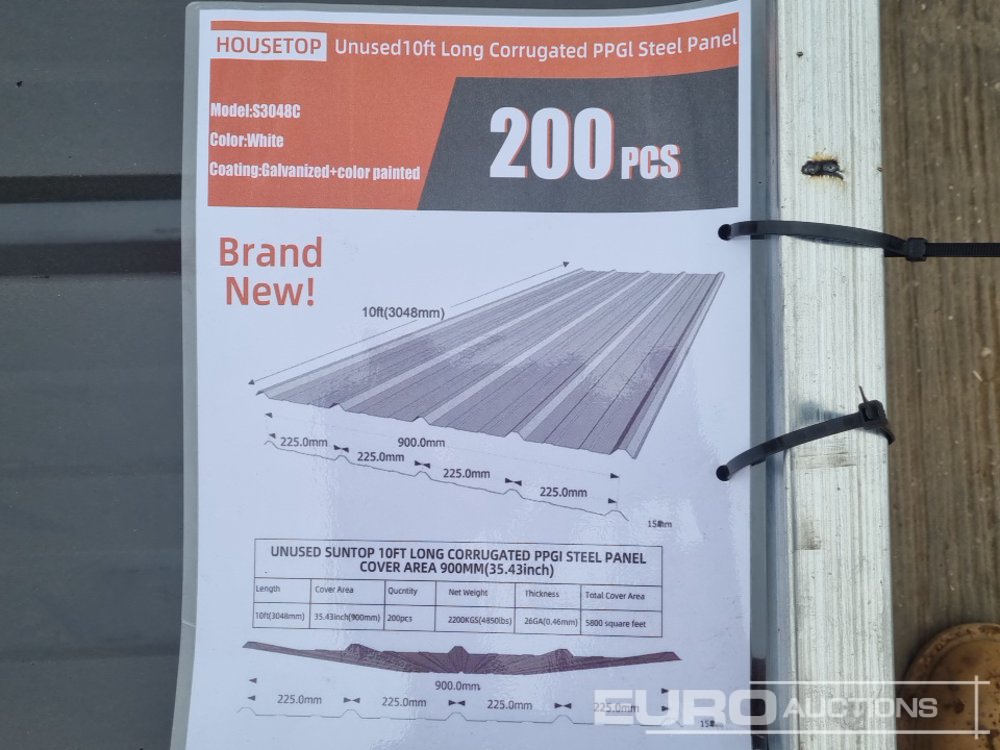 HOUSETOP Unused10ft Long Corrugated PPGl Steel Panel
Model:S3048C
Color:White
Coating:Galvanized+color painted
200 PCS
Brand
New!
10ft(3048mm)
900.0mm
225.0mm
225.0mm
225.0mm
225.0mm
UNUSED SUNTOP 10FT LONG CORRUGATED PPGI STEEL PANEL
COVER AREA 900MM(35.43inch)
Length Cover Area Qucntity Net Weight Thickness Total Cover Area
10ft(3048mm) 35.43inch(900mm) 200pcs 2200KGS(4850lbs) 26GA(0.46mm) 5800 square feet
900.0mm
225.0mm 225.0mm 225.0mm 225.0mm
EURO AUCTIONS